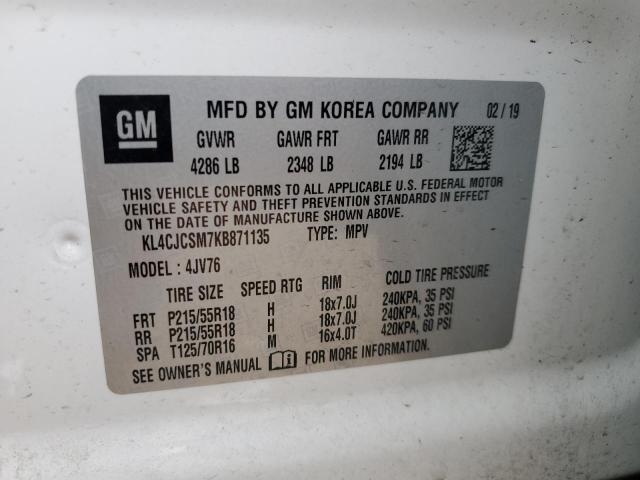 GM MFD BY GM KOREA COMPANY 02 / 19
GVWR GAWR FRT GAWR RR
4286 LB 2348 LB 2194 LB
THIS VEHICLE CONFORMS TO ALL APPLICABLE U.S. FEDERAL MOTOR
VEHICLE SAFETY AND THEFT PREVENTION STANDARDS IN EFFECT
ON THE DATE OF MANUFACTURE SHOWN ABOVE.
KL4CJCSM7KB871135 TYPE: MPV
MODEL : 4JV76
TIRE SIZE SPEED RTG RIM COLD TIRE PRESSURE
FRT P215/55R18 H 18x7.0J 240KPA, 35 PSI
RR P215/55R18 H 18x7.0J 240KPA, 35 PSI
SPA T125/70R16 M 16x4.0T 420KPA, 60 PSI
SEE OWNER'S MANUAL FOR MORE INFORMATION.